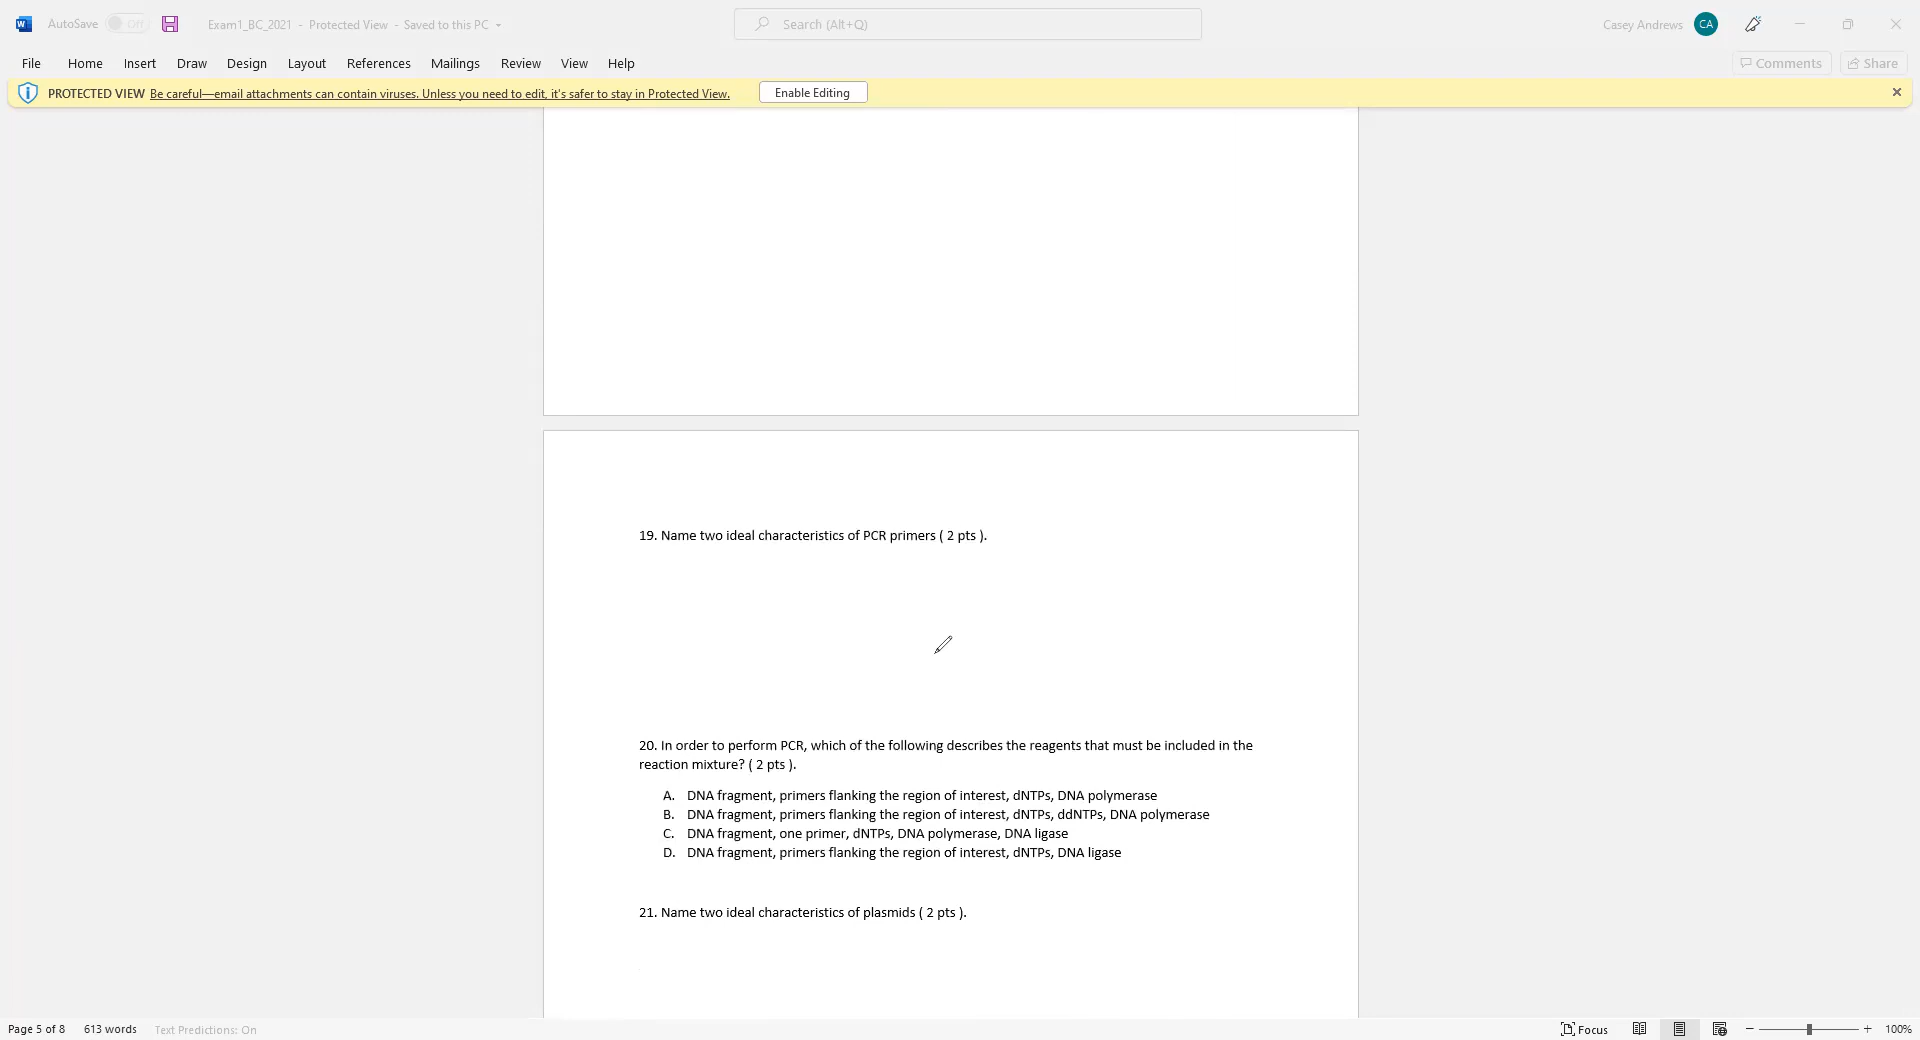 W AutoSave Off Exam1_BC_2021 - Protected View - Saved to this PC Search (Alt+Q) Casey Andrews CA
File Home Insert Draw Design Layout References Mailings Review View Help Comments Share
PROTECTED VIEW Be careful—email attachments can contain viruses. Unless you need to edit, it's safer to stay in Protected View. Enable Editing
19. Name two ideal characteristics of PCR primers ( 2 pts ).
20. In order to perform PCR, which of the following describes the reagents that must be included in the
reaction mixture? ( 2 pts ).
A. DNA fragment, primers flanking the region of interest, dNTPs, DNA polymerase
B. DNA fragment, primers flanking the region of interest, dNTPs, ddNTPs, DNA polymerase
C. DNA fragment, one primer, dNTPs, DNA polymerase, DNA ligase
D. DNA fragment, primers flanking the region of interest, dNTPs, DNA ligase
21. Name two ideal characteristics of plasmids ( 2 pts ).
Page 5 of 8 613 words Text Predictions: On Focus 100%